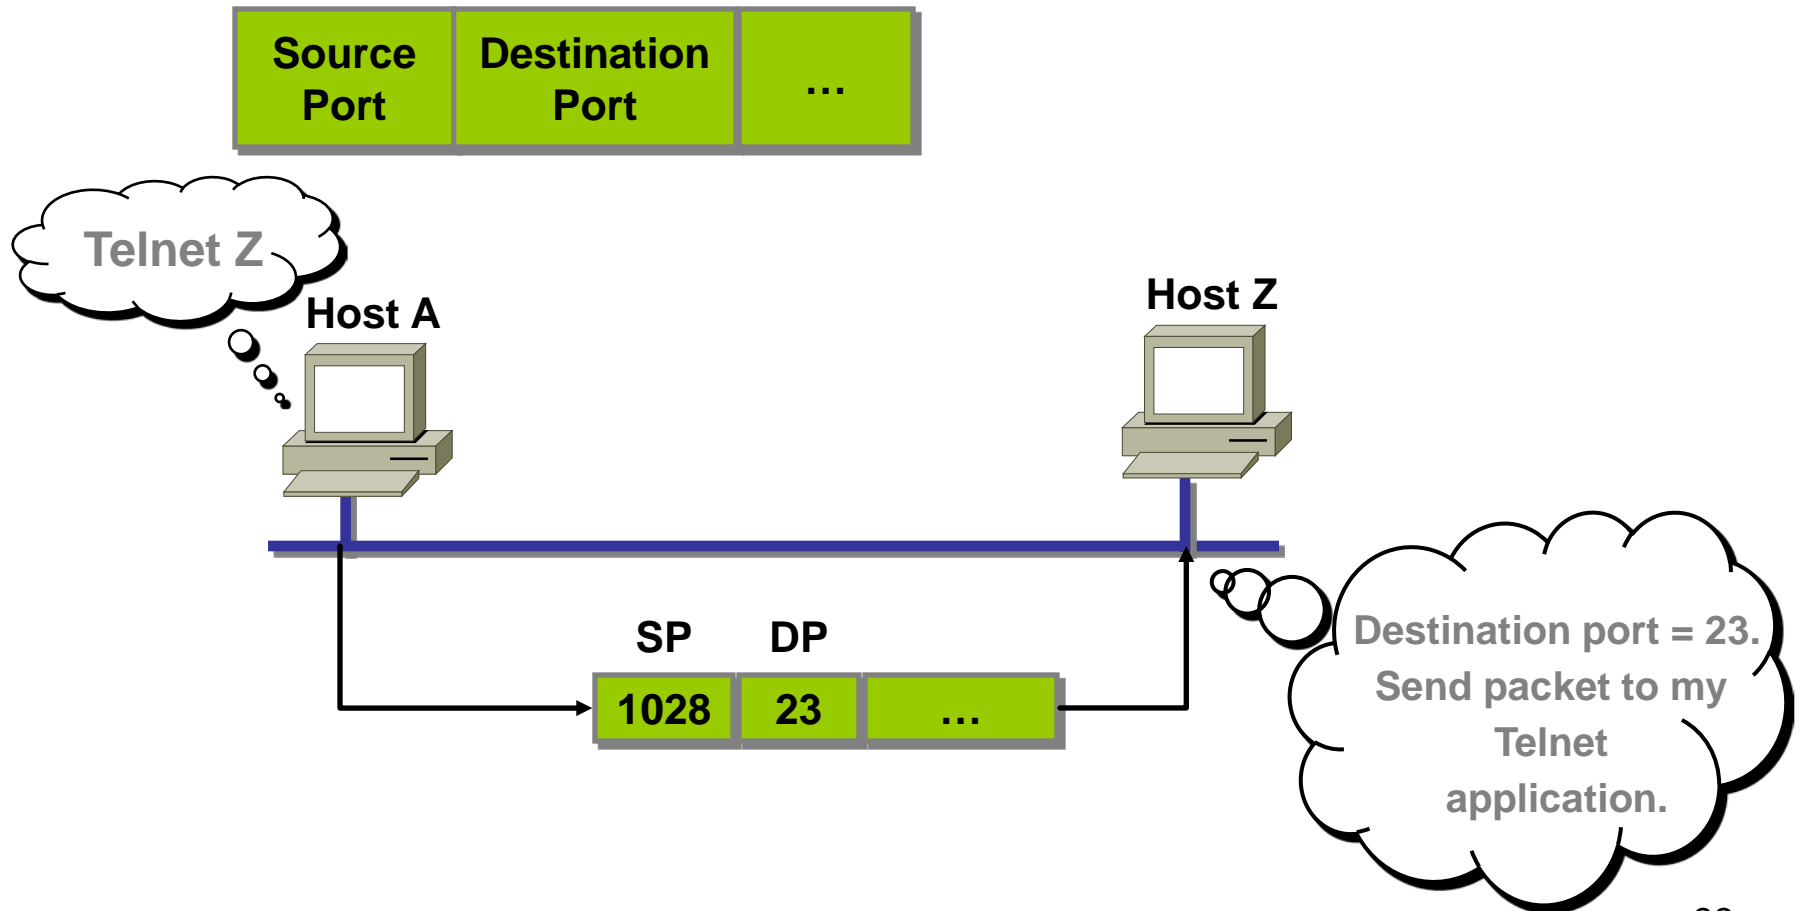 Source
Port
Destination
Port
...
Telnet Z
Host A
Host Z
SP DP
1028 23 ...
Destination port = 23.
Send packet to my
Telnet
application.